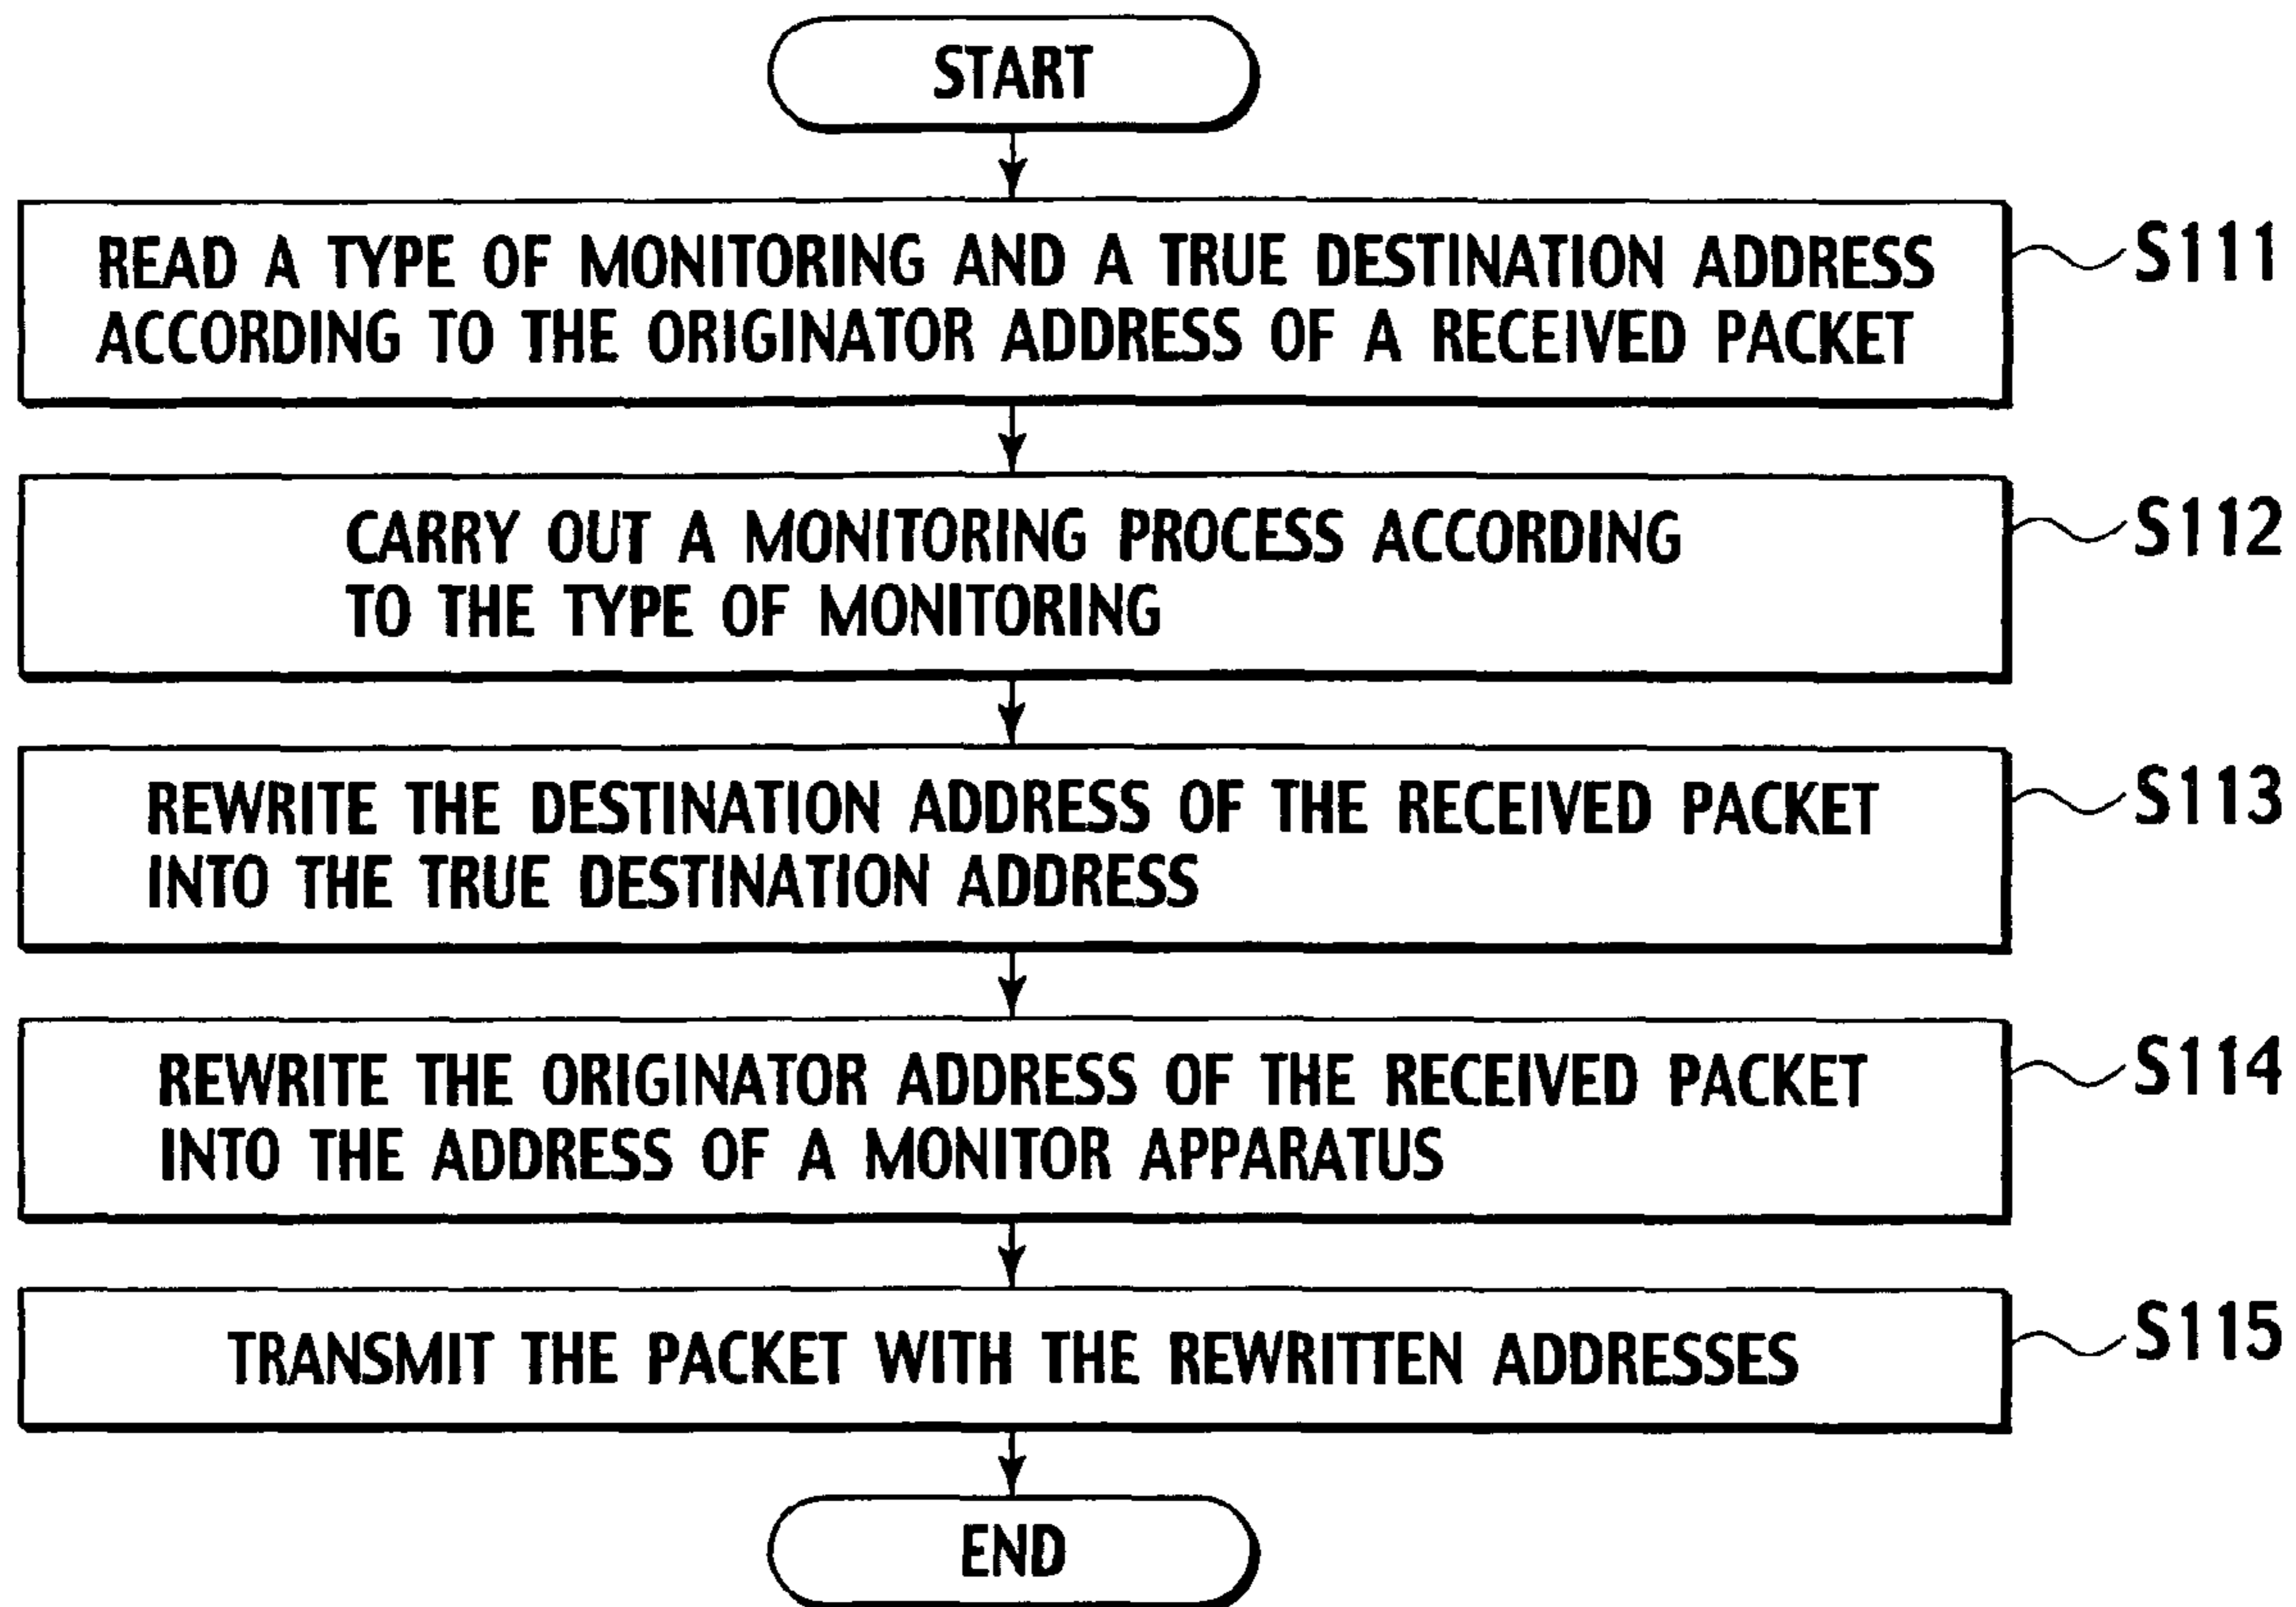 START
READ A TYPE OF MONITORING AND A TRUE DESTINATION ADDRESS
ACCORDING TO THE ORIGINATOR ADDRESS OF A RECEIVED PACKET
S111
CARRY OUT A MONITORING PROCESS ACCORDING
TO THE TYPE OF MONITORING
S112
REWRITE THE DESTINATION ADDRESS OF THE RECEIVED PACKET
INTO THE TRUE DESTINATION ADDRESS
S113
REWRITE THE ORIGINATOR ADDRESS OF THE RECEIVED PACKET
INTO THE ADDRESS OF A MONITOR APPARATUS
S114
TRANSMIT THE PACKET WITH THE REWRITTEN ADDRESSES
S115
END